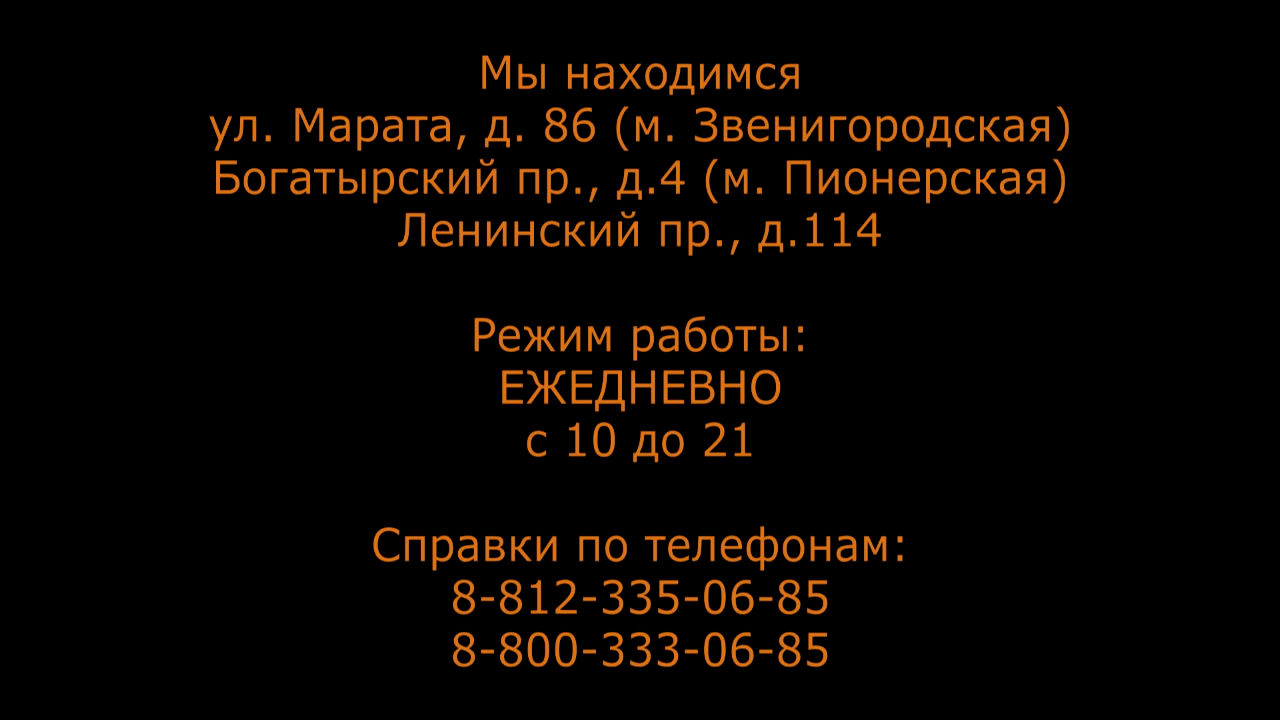 Мы находимся
ул. Марата, д. 86 (м. Звенигородская)
Богатырский пр., д.4 (м. Пионерская)
Ленинский пр., д.114
Режим работы:
ЕЖЕДНЕВНО
с 10 до 21
Справки по телефонам:
8-812-335-06-85
8-800-333-06-85